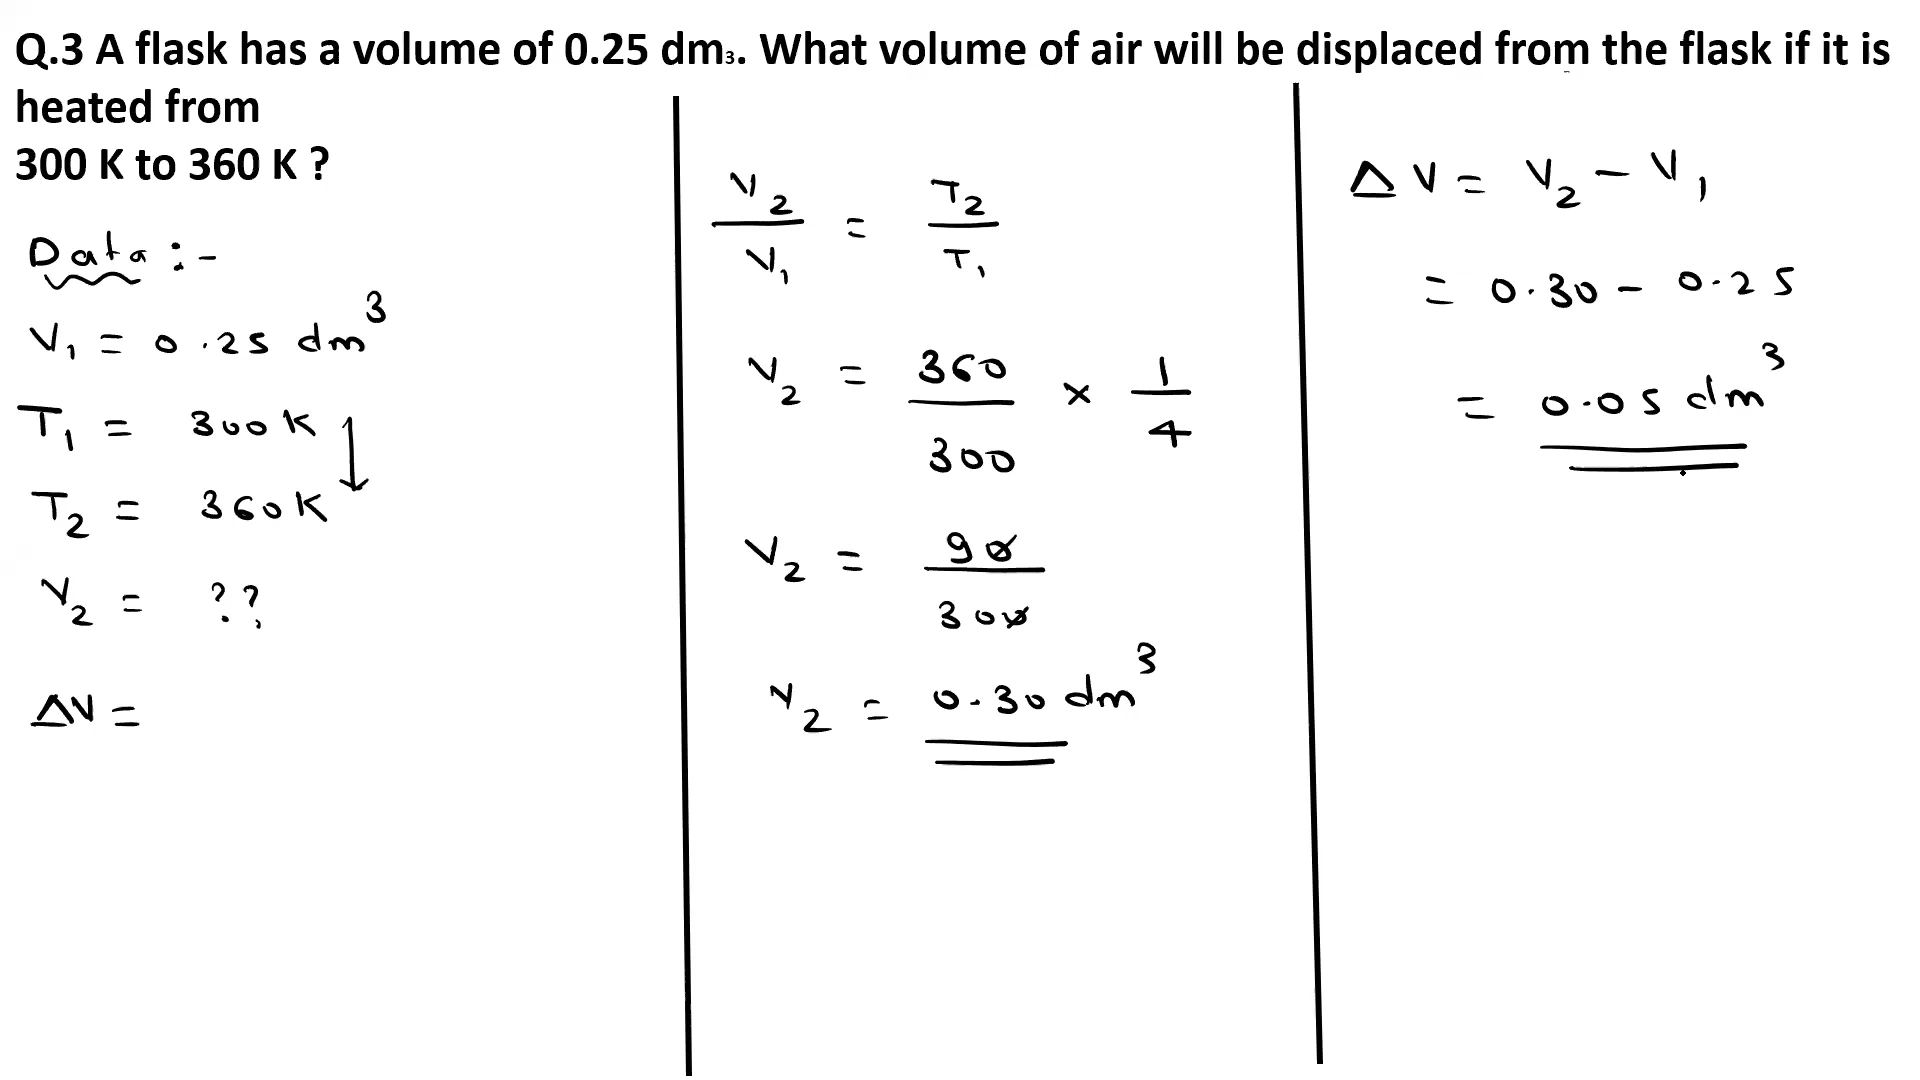 Q.3 A flask has a volume of 0.25 dm₃. What volume of air will be displaced from the flask if it is
heated from
300 K to 360 K ?
Data :-
V₁ = 0.25 dm³
T₁ = 300 K
T₂ = 360 K
V₂ = ??
ΔV =
V₂/V₁ = T₂/T₁
V₂ = 360/300 × 1/4
V₂ = 90/300
V₂ = 0.30 dm³
ΔV = V₂ - V₁
= 0.30 - 0.25
= 0.05 dm³